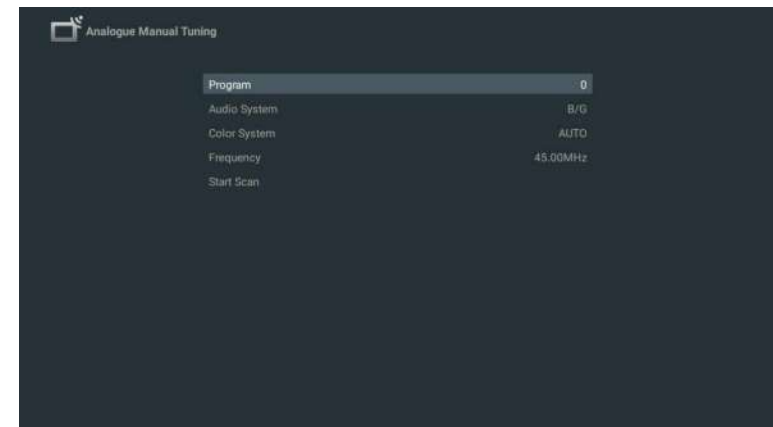 Analogue Manual Tuning
Program 0
Audio System B/G
Color System AUTO
Frequency 45.00MHz
Start Scan